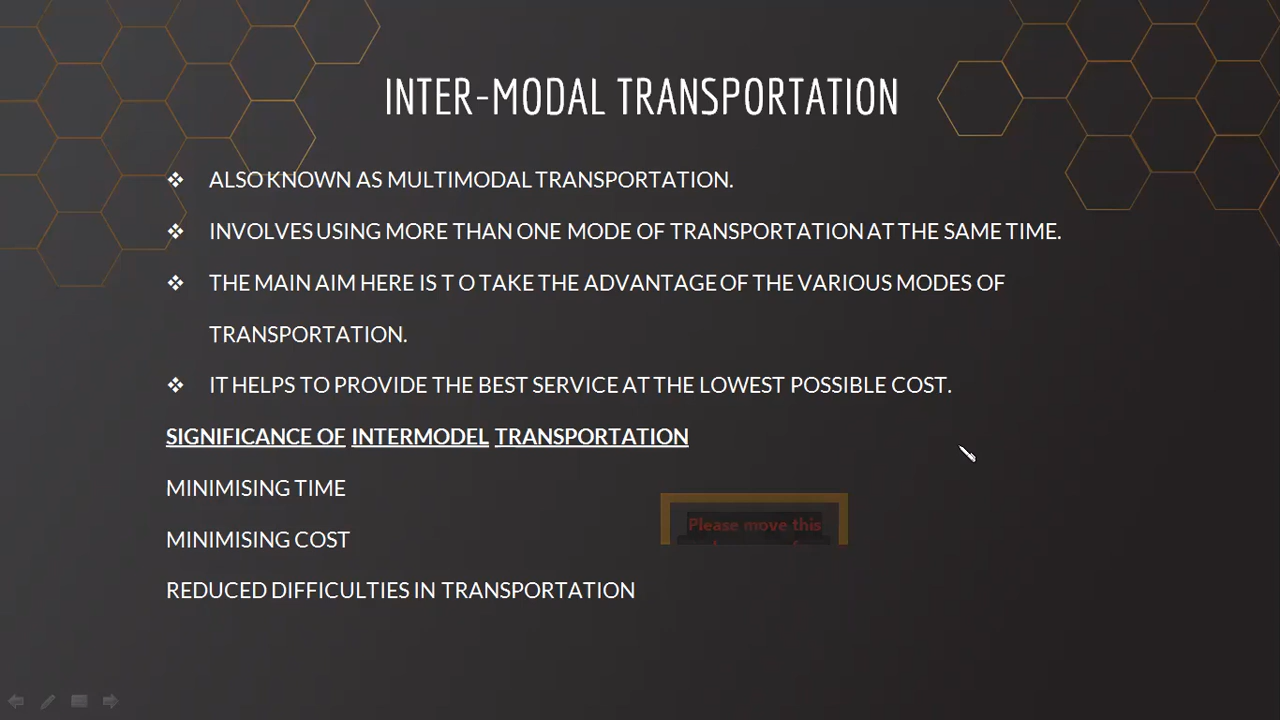 INTER-MODAL TRANSPORTATION
❖ ALSO KNOWN AS MULTIMODAL TRANSPORTATION.
❖ INVOLVES USING MORE THAN ONE MODE OF TRANSPORTATION AT THE SAME TIME.
❖ THE MAIN AIM HERE IS T O TAKE THE ADVANTAGE OF THE VARIOUS MODES OF
TRANSPORTATION.
❖ IT HELPS TO PROVIDE THE BEST SERVICE AT THE LOWEST POSSIBLE COST.
SIGNIFICANCE OF INTERMODEL TRANSPORTATION
MINIMISING TIME
Please move this
MINIMISING COST
REDUCED DIFFICULTIES IN TRANSPORTATION